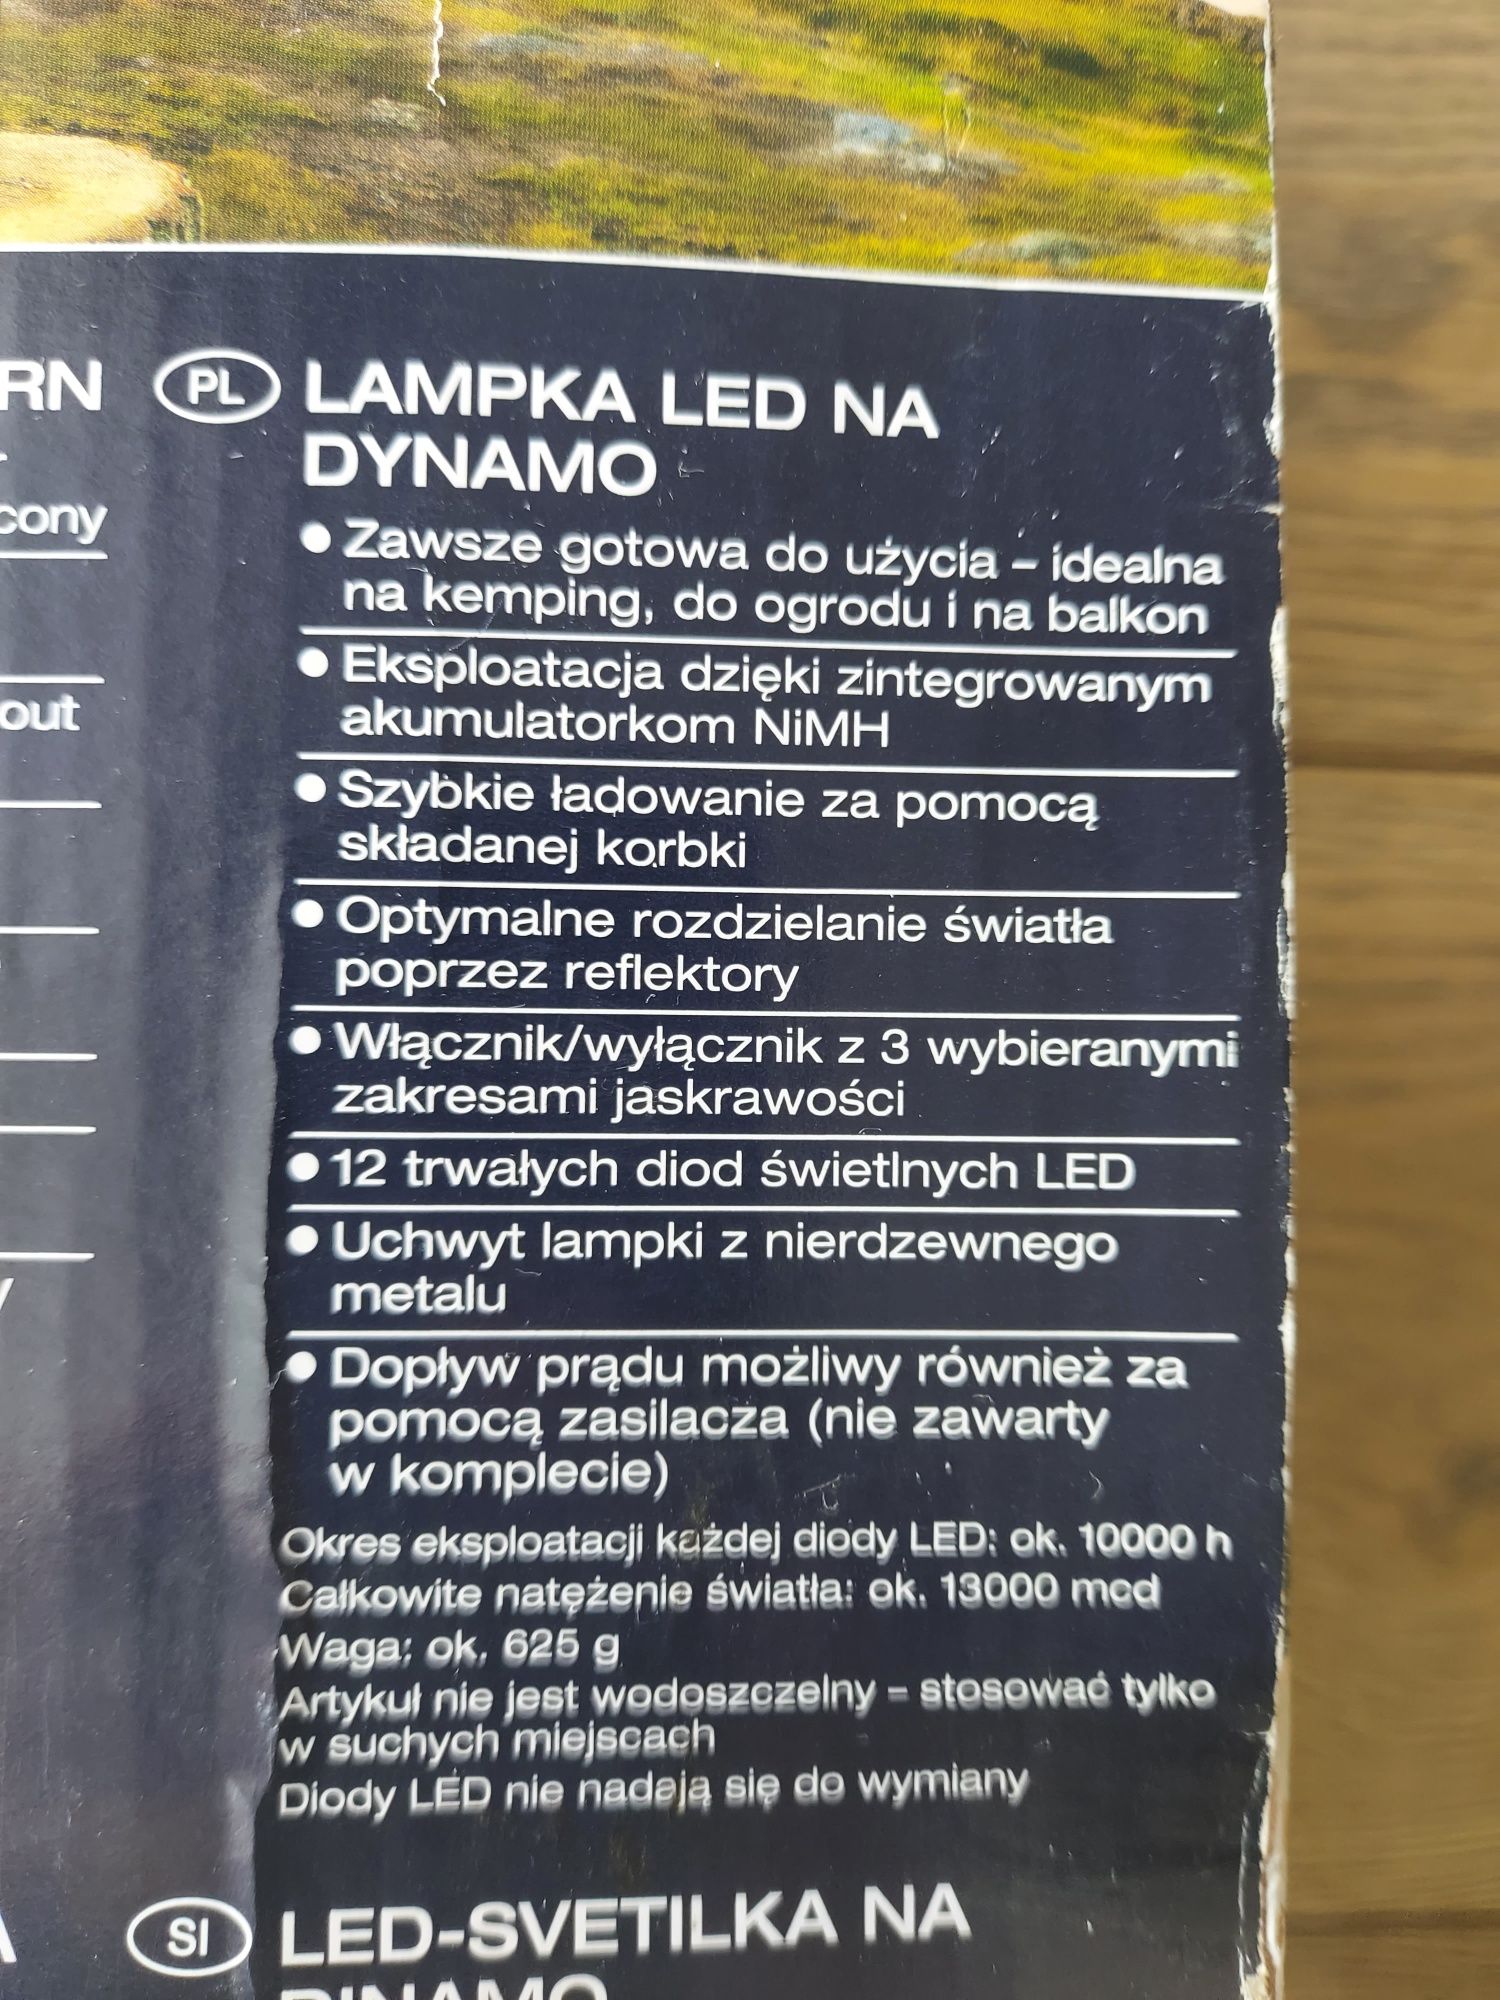 RN
cony
out
PL LAMPKA LED NA
DYNAMO
• Zawsze gotowa do użycia – idealna
na kemping, do ogrodu i na balkon
• Eksploatacja dzięki zintegrowanym
akumulatorkom NiMH
• Szybkie ładowanie za pomocą
składanej korbki
• Optymalne rozdzielanie światła
poprzez reflektory
• Włącznik/wyłącznik z 3 wybieranymi
zakresami jaskrawości
• 12 trwałych diod świetlnych LED
• Uchwyt lampki z nierdzewnego
metalu
• Dopływ prądu możliwy również za
pomocą zasilacza (nie zawarty
w komplecie)
Okres eksploatacji każdej diody LED: ok. 10000 h
Całkowite natężenie światła: ok. 13000 mcd
Waga: ok. 625 g
Artykuł nie jest wodoszczelny – stosować tylko
w suchych miejscach
Diody LED nie nadają się do wymiany
SI LED-SVETILKA NA
DINAMO